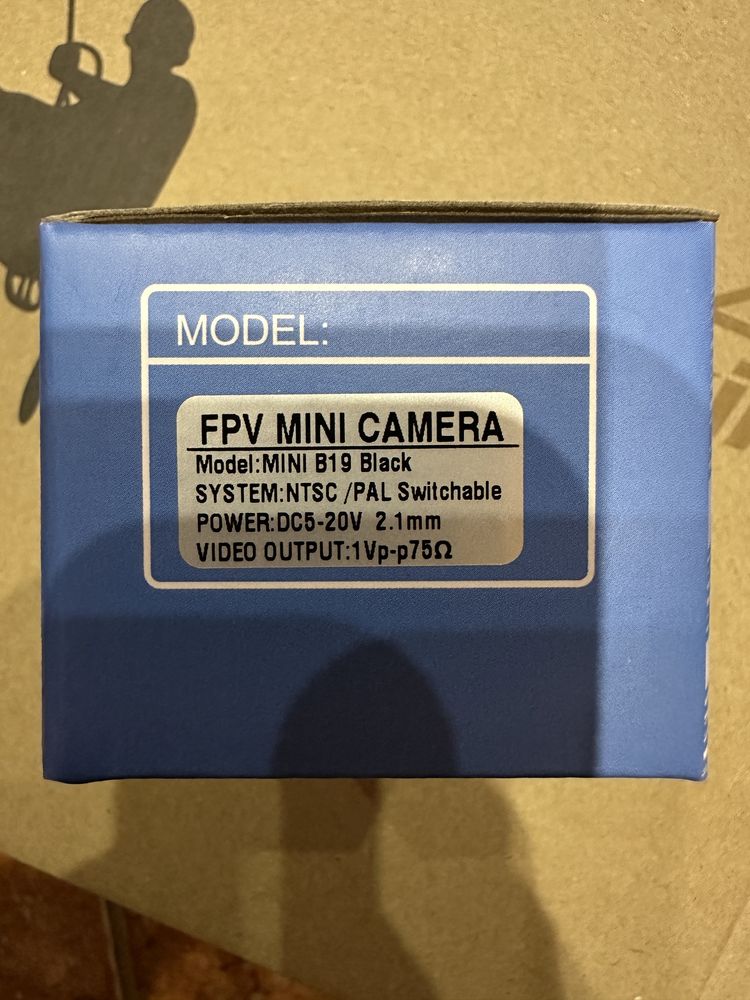 MODEL:
FPV MINI CAMERA
Model:MINI B19 Black
SYSTEM:NTSC /PAL Switchable
POWER:DC5-20V 2.1mm
VIDEO OUTPUT:1Vp-p75Ω